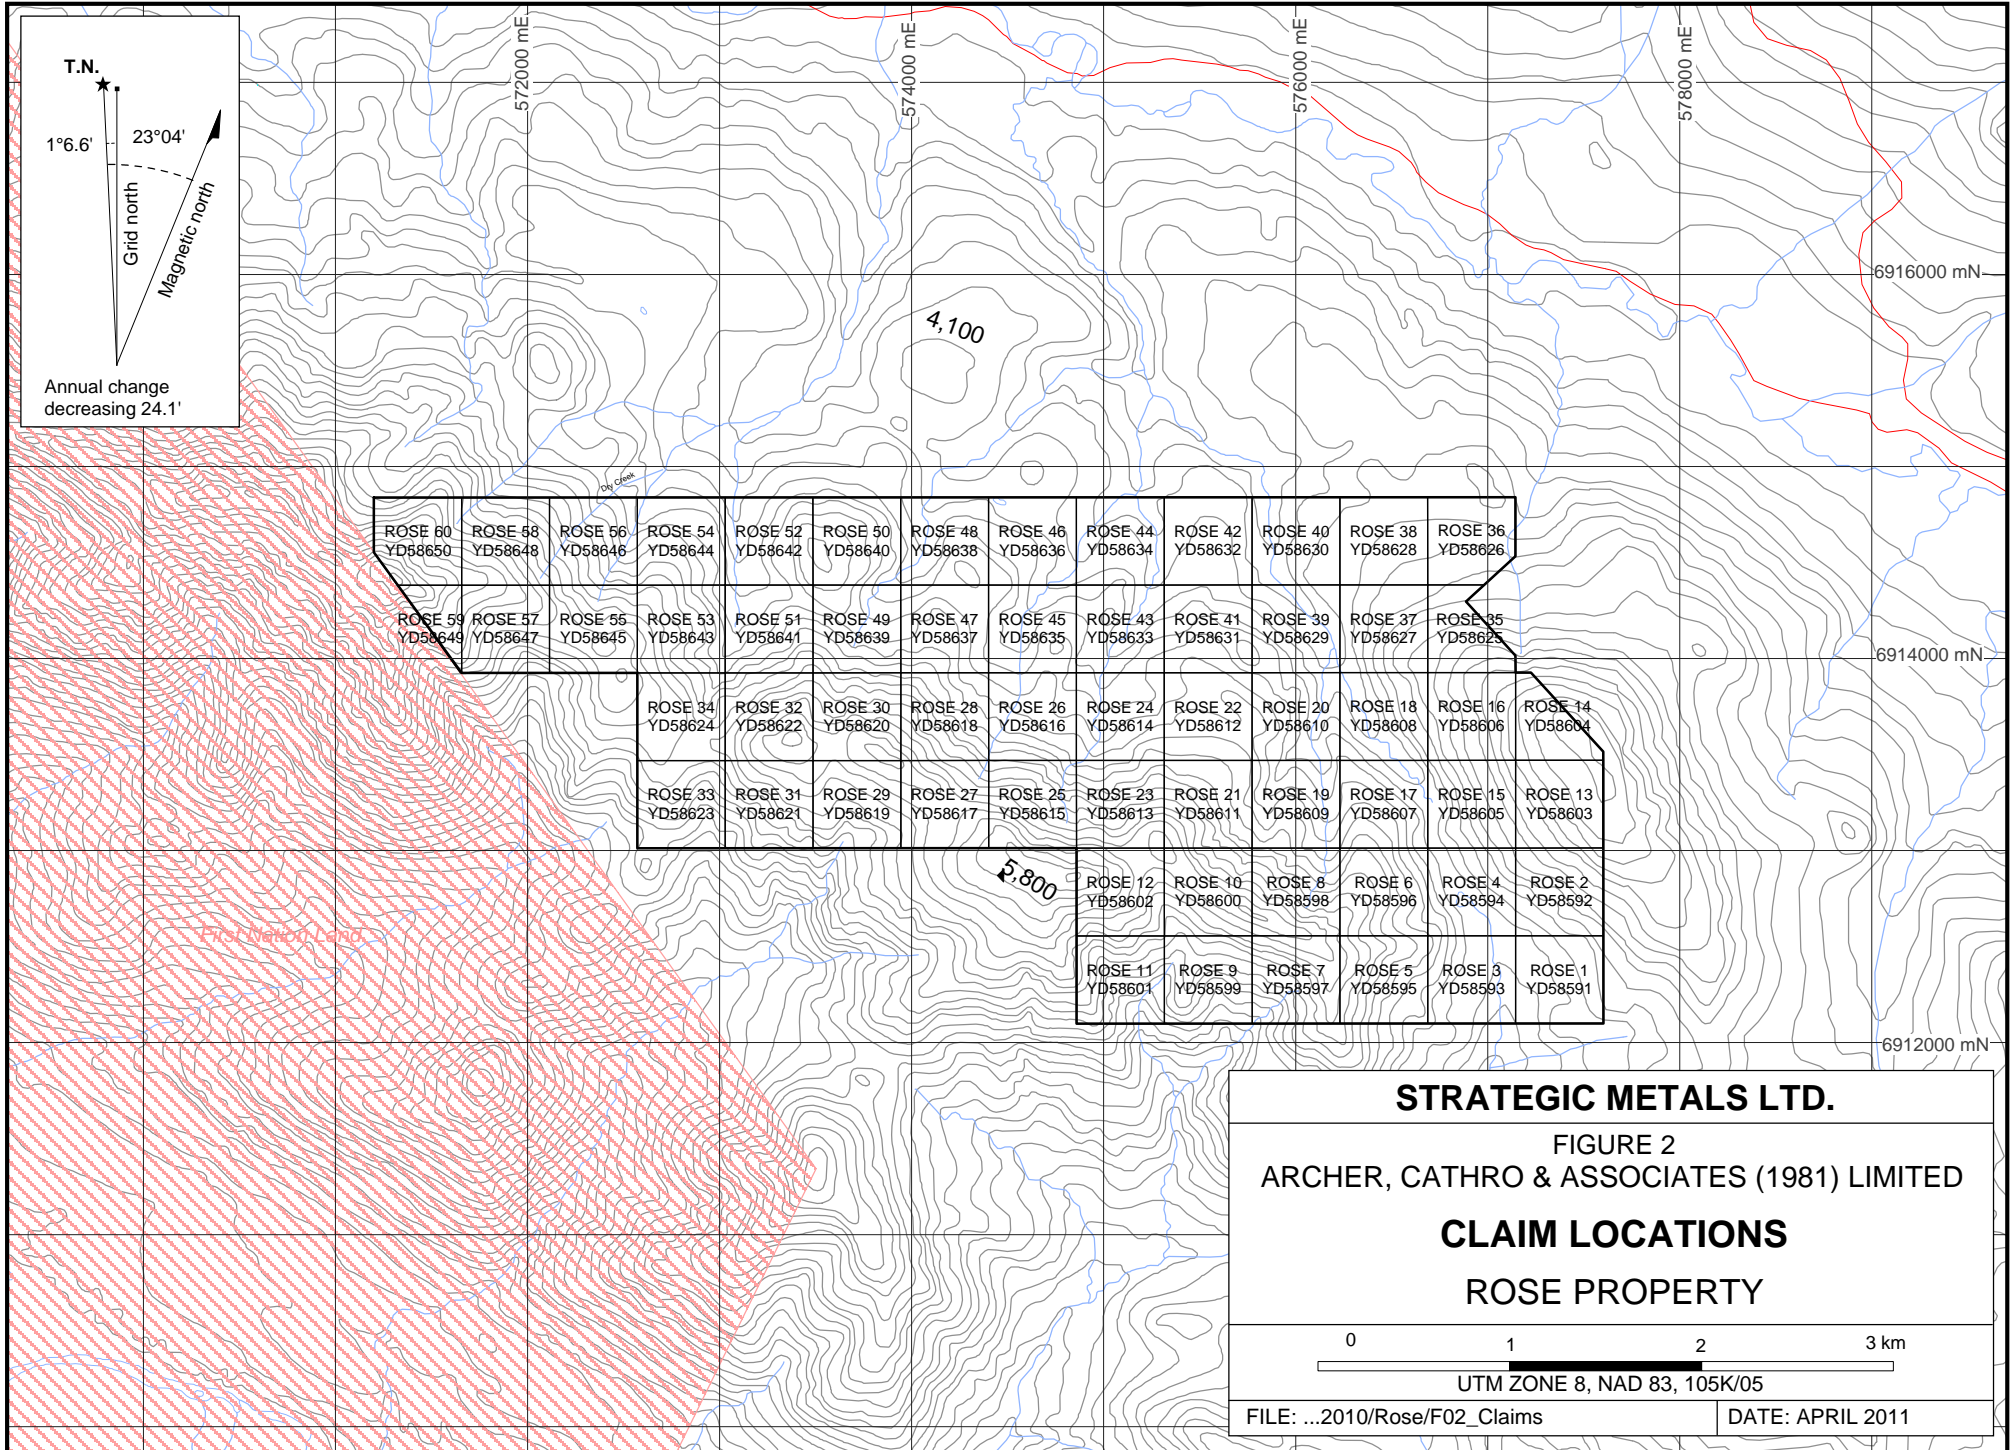 T.N.
1°6.6'
23°04'
Grid north
Magnetic north
Annual change
decreasing 24.1'
572000 mE
574000 mE
576000 mE
578000 mE
6916000 mN
6914000 mN
6912000 mN
4,100
5,800
Dry Creek
First Nation Land
ROSE 60 ROSE 58 ROSE 56 ROSE 54 ROSE 52 ROSE 50 ROSE 48 ROSE 46 ROSE 44 ROSE 42 ROSE 40 ROSE 38 ROSE 36
YD58650 YD58648 YD58646 YD58644 YD58642 YD58640 YD58638 YD58636 YD58634 YD58632 YD58630 YD58628 YD58626
ROSE 59 ROSE 57 ROSE 55 ROSE 53 ROSE 51 ROSE 49 ROSE 47 ROSE 45 ROSE 43 ROSE 41 ROSE 39 ROSE 37 ROSE 35
YD58649 YD58647 YD58645 YD58643 YD58641 YD58639 YD58637 YD58635 YD58633 YD58631 YD58629 YD58627 YD58625
ROSE 34 ROSE 32 ROSE 30 ROSE 28 ROSE 26 ROSE 24 ROSE 22 ROSE 20 ROSE 18 ROSE 16 ROSE 14
YD58624 YD58622 YD58620 YD58618 YD58616 YD58614 YD58612 YD58610 YD58608 YD58606 YD58604
ROSE 33 ROSE 31 ROSE 29 ROSE 27 ROSE 25 ROSE 23 ROSE 21 ROSE 19 ROSE 17 ROSE 15 ROSE 13
YD58623 YD58621 YD58619 YD58617 YD58615 YD58613 YD58611 YD58609 YD58607 YD58605 YD58603
ROSE 12 ROSE 10 ROSE 8 ROSE 6 ROSE 4 ROSE 2
YD58602 YD58600 YD58598 YD58596 YD58594 YD58592
ROSE 11 ROSE 9 ROSE 7 ROSE 5 ROSE 3 ROSE 1
YD58601 YD58599 YD58597 YD58595 YD58593 YD58591
STRATEGIC METALS LTD.
FIGURE 2
ARCHER, CATHRO & ASSOCIATES (1981) LIMITED
CLAIM LOCATIONS
ROSE PROPERTY
0 1 2 3 km
UTM ZONE 8, NAD 83, 105K/05
FILE: ...2010/Rose/F02_Claims
DATE: APRIL 2011